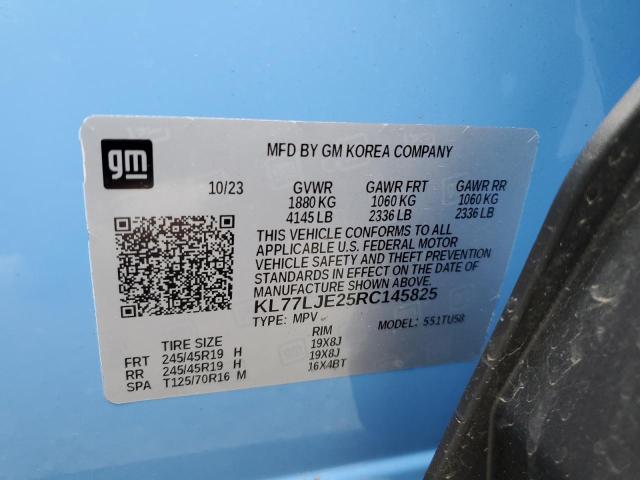 gm
MFD BY GM KOREA COMPANY
10/23 GVWR GAWR FRT GAWR RR
1880 KG 1060 KG 1060 KG
4145 LB 2336 LB 2336 LB
THIS VEHICLE CONFORMS TO ALL
APPLICABLE U.S. FEDERAL MOTOR
VEHICLE SAFETY AND THEFT PREVENTION
STANDARDS IN EFFECT ON THE DATE OF
MANUFACTURE SHOWN ABOVE.
KL77LJE25RC145825
TYPE: MPV MODEL: 551TU58
TIRE SIZE RIM
FRT 245/45R19 H 19X8J
RR 245/45R19 H 19X8J
SPA T125/70R16 M 16X4BT